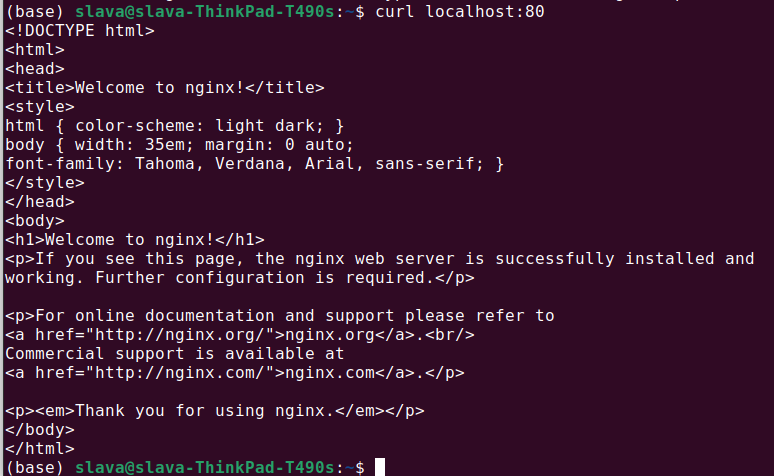 (base) slava@slava-ThinkPad-T490s:~$ curl localhost:80
<!DOCTYPE html>
<html>
<head>
<title>Welcome to nginx!</title>
<style>
html { color-scheme: light dark; }
body { width: 35em; margin: 0 auto;
font-family: Tahoma, Verdana, Arial, sans-serif; }
</style>
</head>
<body>
<h1>Welcome to nginx!</h1>
<p>If you see this page, the nginx web server is successfully installed and
working. Further configuration is required.</p>

<p>For online documentation and support please refer to
<a href="http://nginx.org/">nginx.org</a>.<br/>
Commercial support is available at
<a href="http://nginx.com/">nginx.com</a>.</p>

<p><em>Thank you for using nginx.</em></p>
</body>
</html>
(base) slava@slava-ThinkPad-T490s:~$